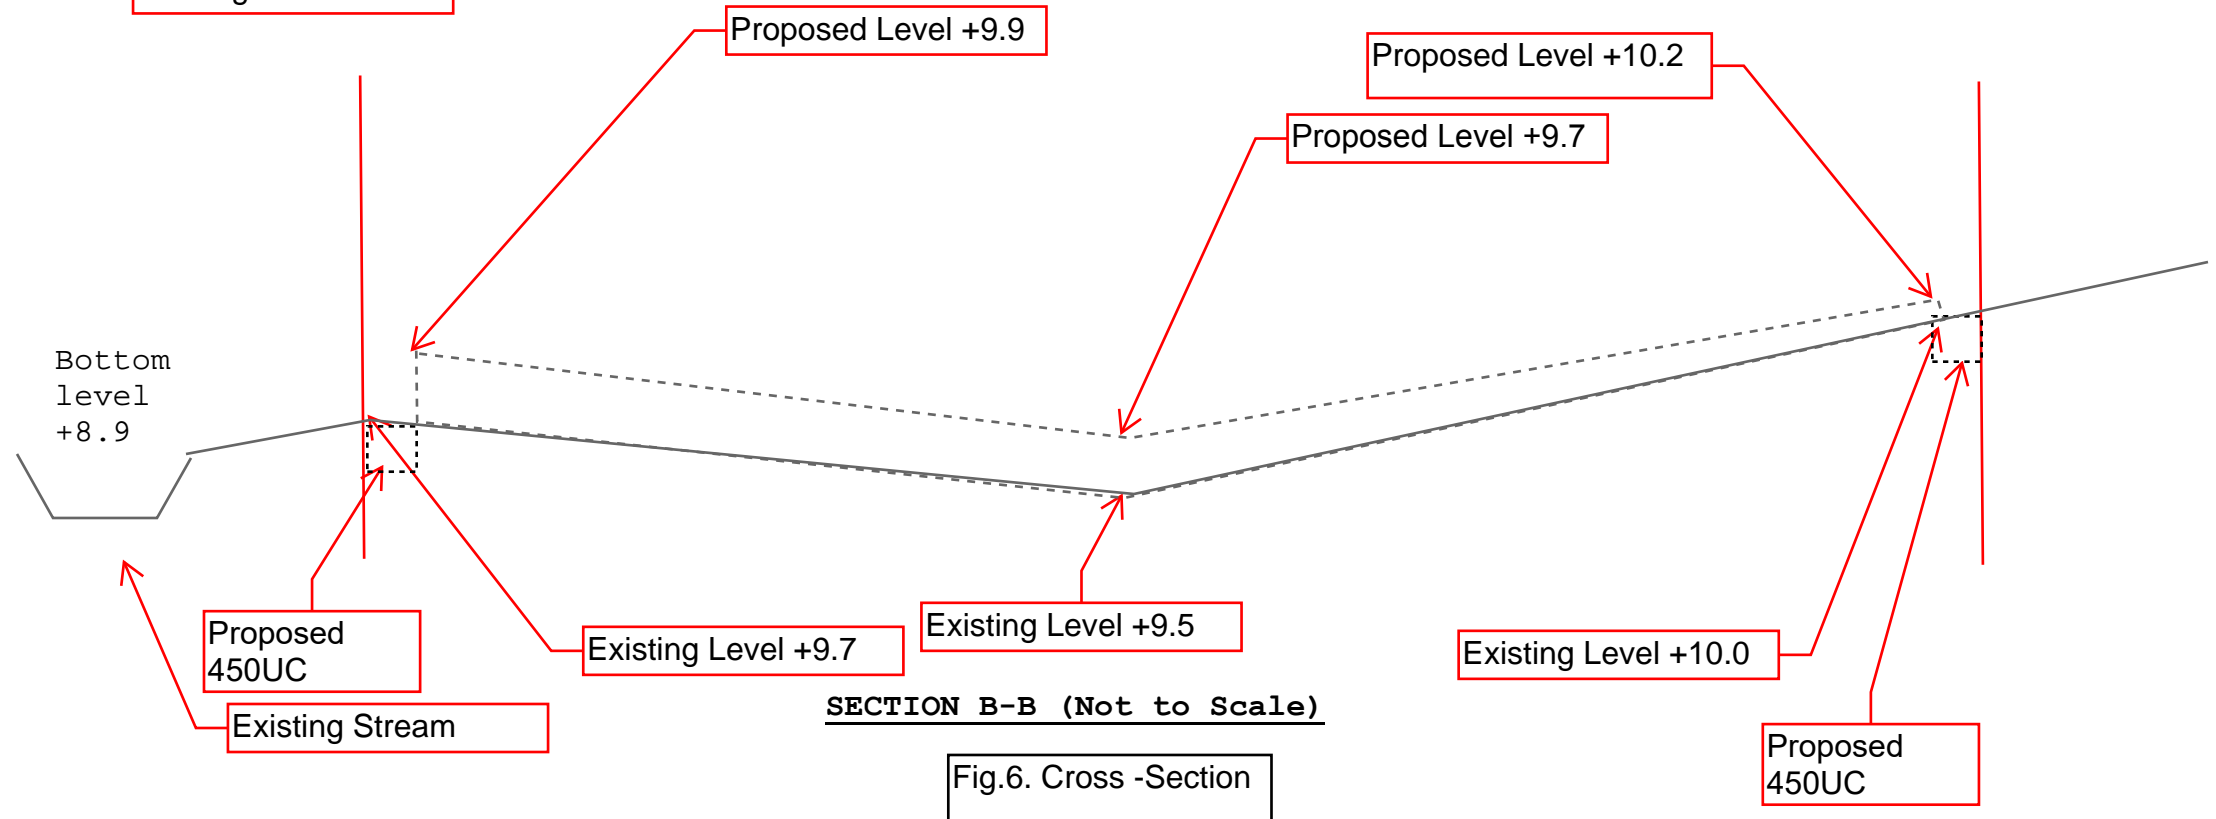 Proposed Level +9.9
Proposed Level +10.2
Proposed Level +9.7
Bottom
level
+8.9
Proposed
450UC
Existing Level +9.7
Existing Level +9.5
Existing Level +10.0
Existing Stream
SECTION B-B (Not to Scale)
Proposed
450UC
Fig.6. Cross -Section